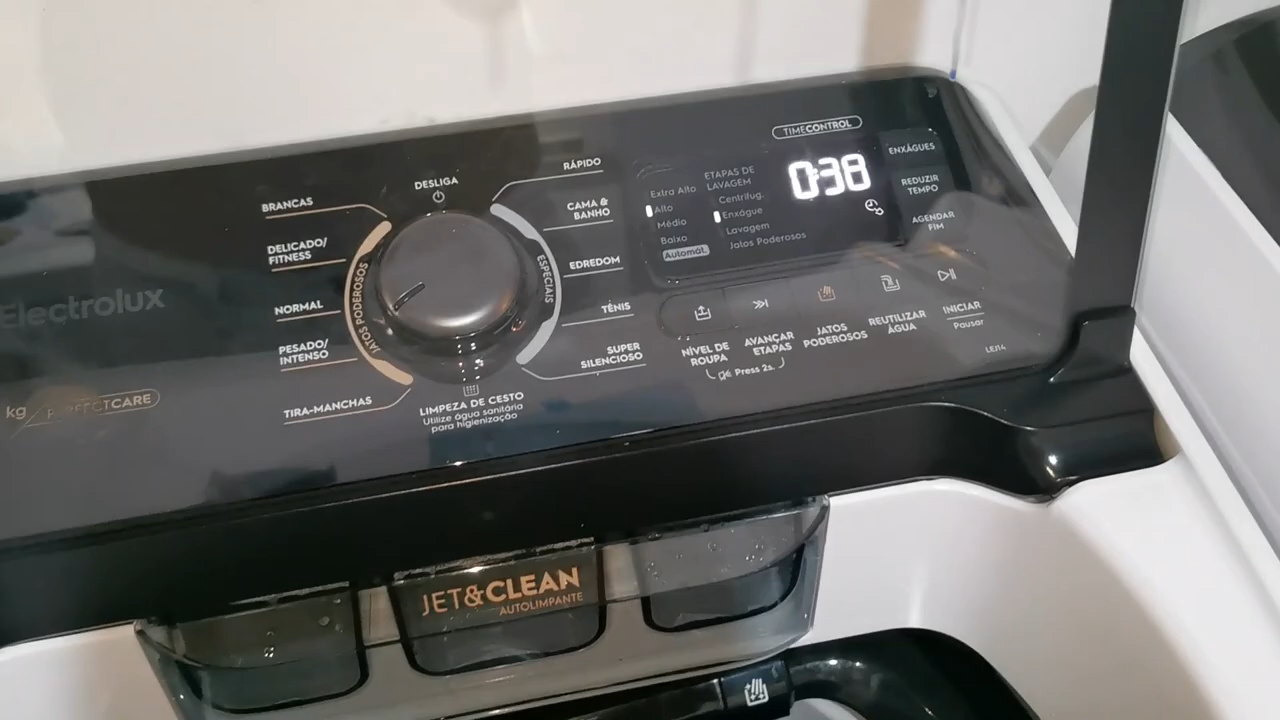 TIMECONTROL
ENXÁGUES
0:38
REDUZIR
TEMPO
AGENDAR
FIM
ETAPAS DE
LAVAGEM
Centrifug.
Enxágue
Lavagem
Jatos Poderosos
Extra Alto
Alto
Médio
Baixo
Automát.
RÁPIDO
CAMA &
BANHO
EDREDOM
TÊNIS
SUPER
SILENCIOSO
ESPECIAIS
DESLIGA
BRANCAS
DELICADO/
FITNESS
NORMAL
PESADO/
INTENSO
TIRA-MANCHAS
JATOS PODEROSOS
LIMPEZA DE CESTO
Utilize água sanitária
para higienização
NÍVEL DE
ROUPA
AVANÇAR
ETAPAS
Press 2s.
JATOS
PODEROSOS
REUTILIZAR
ÁGUA
INICIAR
Pausar
LEJ14
Electrolux
kg
PERFECTCARE
JET&CLEAN
AUTOLIMPANTE